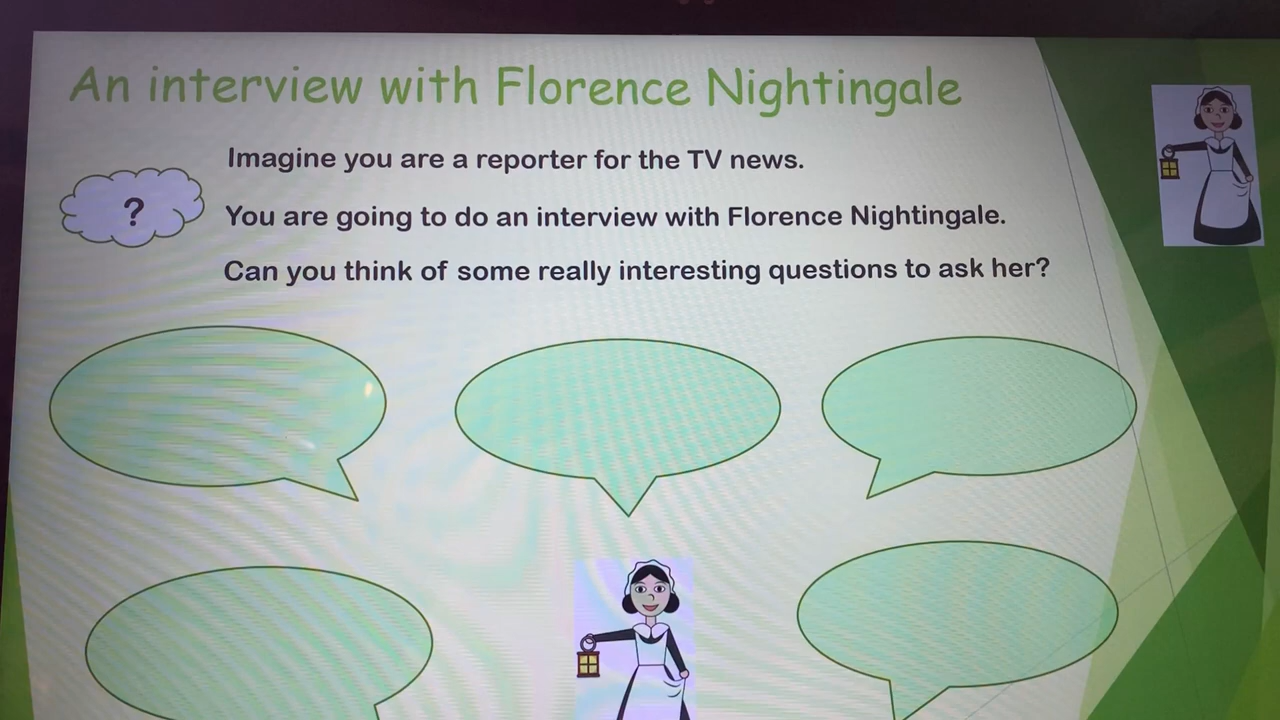 An interview with Florence Nightingale
Imagine you are a reporter for the TV news.
?
You are going to do an interview with Florence Nightingale.
Can you think of some really interesting questions to ask her?